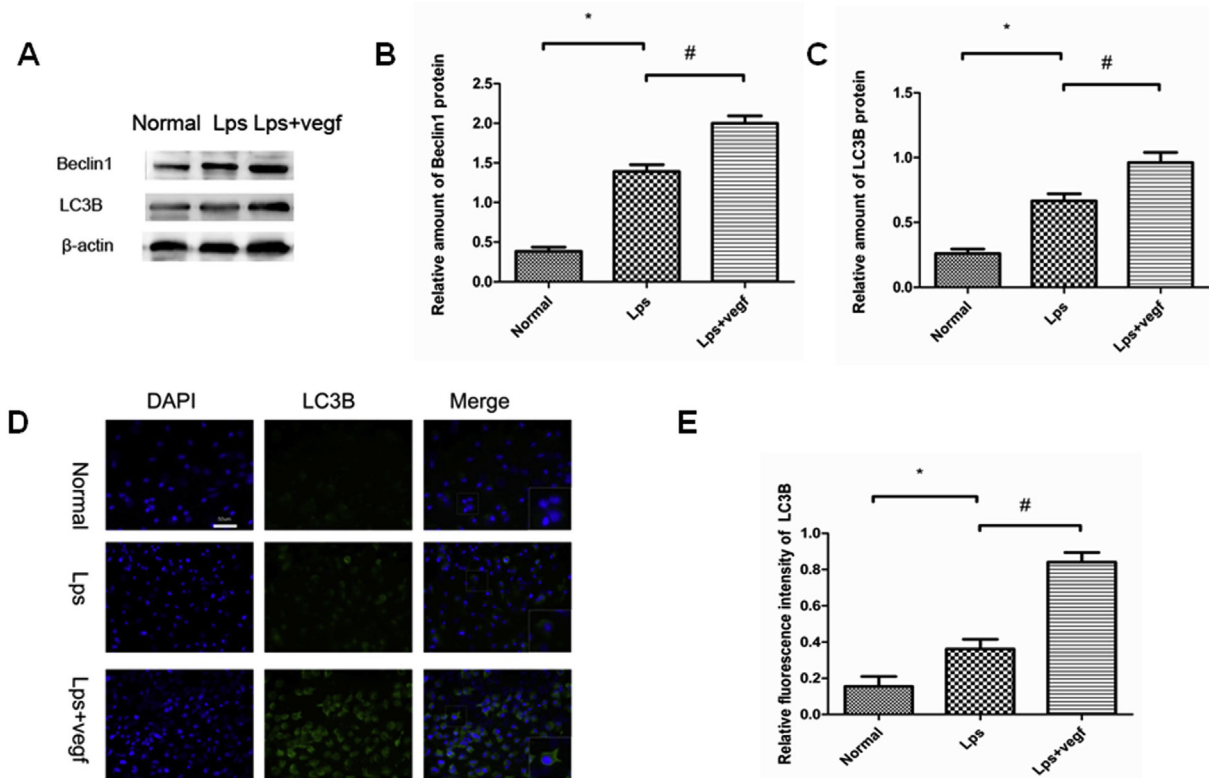 A
Normal Lps Lps+vegf
Beclin1
LC3B
β-actin
B
*
#
Relative amount of Beclin1 protein
2.5
2.0
1.5
1.0
0.5
0.0
Normal
Lps
Lps+vegf
C
*
#
Relative amount of LC3B protein
1.5
1.0
0.5
0.0
Normal
Lps
Lps+vegf
D
DAPI
LC3B
Merge
Normal
Lps
Lps+vegf
E
*
#
Relative fluorescence intensity of LC3B
1.0
0.8
0.6
0.4
0.2
0.0
Normal
Lps
Lps+vegf